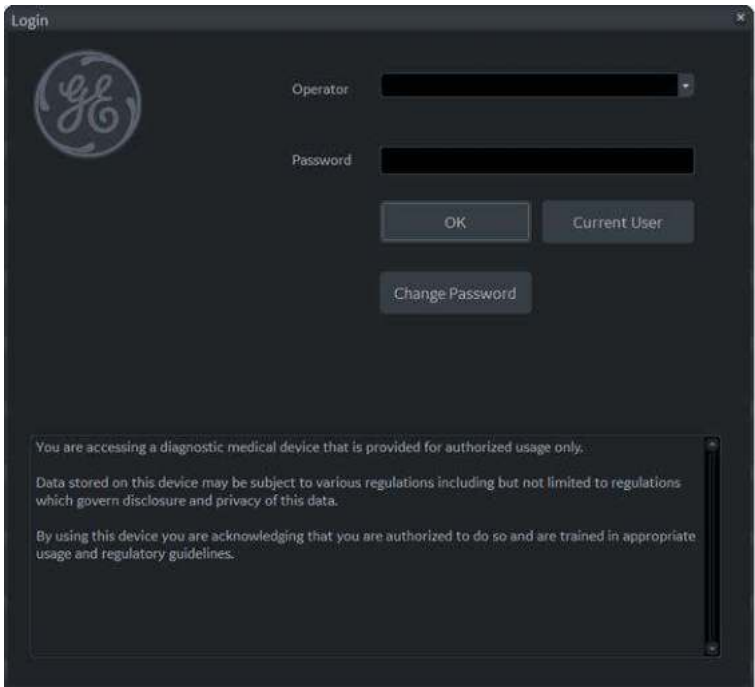 Login
GE
Operator
Password
OK
Current User
Change Password
You are accessing a diagnostic medical device that is provided for authorized usage only.
Data stored on this device may be subject to various regulations including but not limited to regulations
which govern disclosure and privacy of this data.
By using this device you are acknowledging that you are authorized to do so and are trained in appropriate
usage and regulatory guidelines.